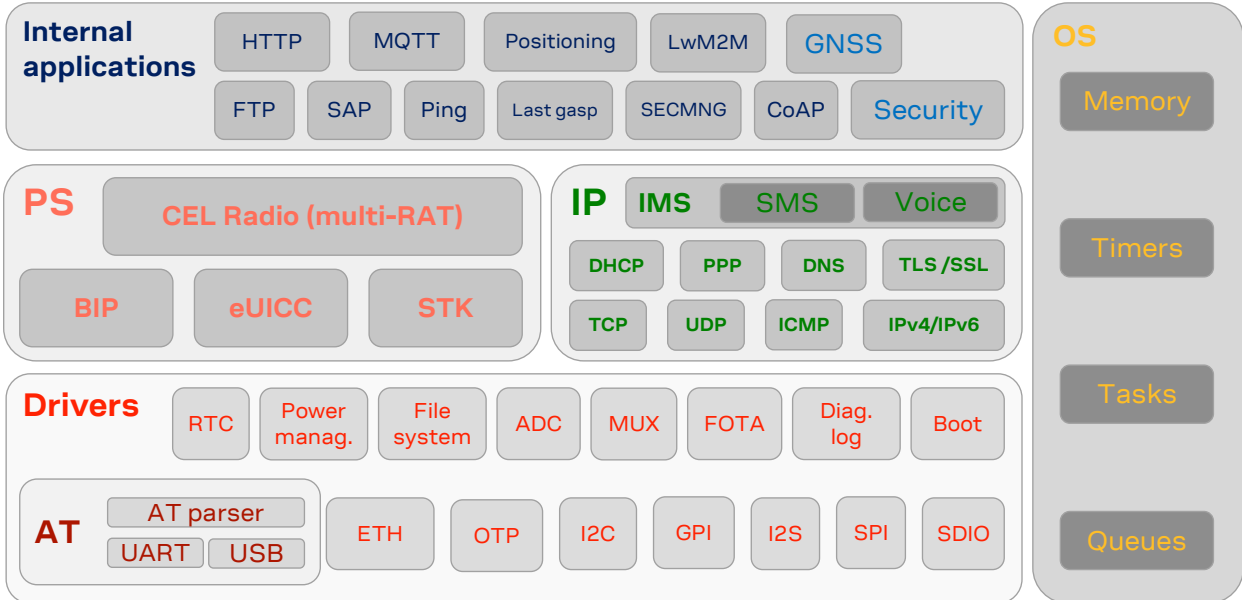 Internal
applications
HTTP
MQTT
Positioning
LwM2M
GNSS
FTP
SAP
Ping
Last gasp
SECMNG
CoAP
Security
PS
CEL Radio (multi-RAT)
BIP
eUICC
STK
IP
IMS
SMS
Voice
DHCP
PPP
DNS
TLS /SSL
TCP
UDP
ICMP
IPv4/IPv6
Drivers
RTC
Power
manag.
File
system
ADC
MUX
FOTA
Diag.
log
Boot
AT
AT parser
UART
USB
ETH
OTP
I2C
GPI
I2S
SPI
SDIO
OS
Memory
Timers
Tasks
Queues